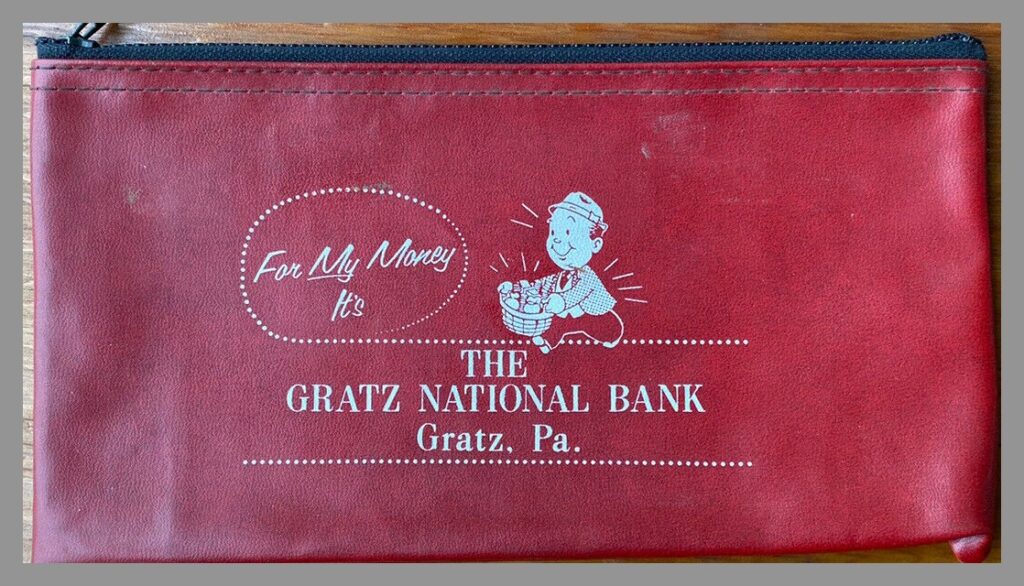 For My Money
It's
THE
GRATZ NATIONAL BANK
Gratz, Pa.